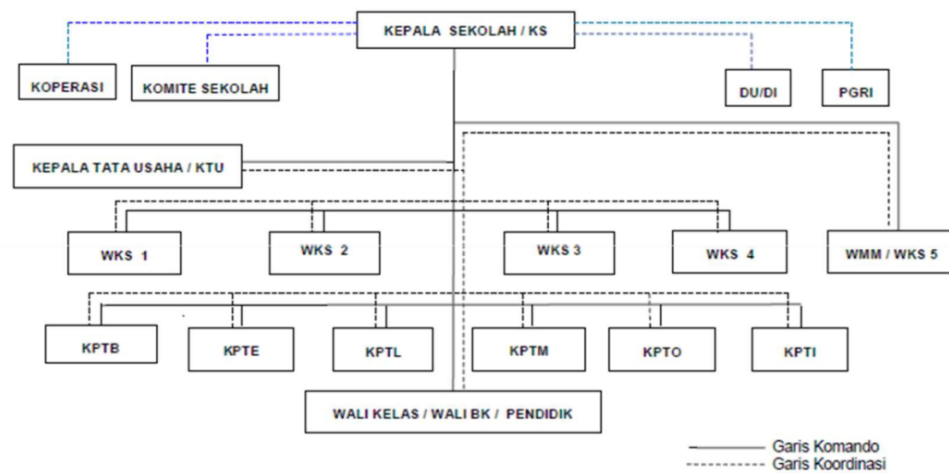 KEPALA SEKOLAH / KS
KOPERASI
KOMITE SEKOLAH
DU/DI
PGRI
KEPALA TATA USAHA / KTU
WKS 1
WKS 2
WKS 3
WKS 4
WMM / WKS 5
KPTB
KPTE
KPTL
KPTM
KPTO
KPTI
WALI KELAS / WALI BK / PENDIDIK
Garis Komando
Garis Koordinasi